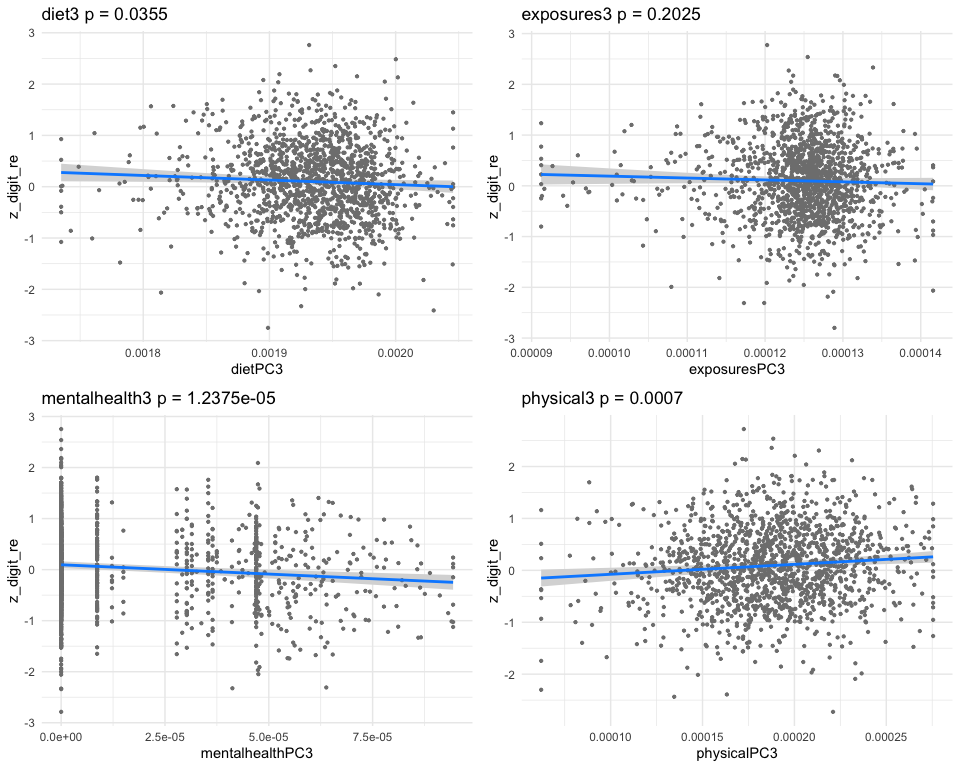 diet3 p = 0.0355
3
2
1
0
-1
-2
-3
z_digit_re
0.0018
0.0019
0.0020
dietPC3
exposures3 p = 0.2025
3
2
1
0
-1
-2
-3
z_digit_re
0.00009
0.00010
0.00011
0.00012
0.00013
0.00014
exposuresPC3
mentalhealth3 p = 1.2375e-05
3
2
1
0
-1
-2
-3
z_digit_re
0.0e+00
2.5e-05
5.0e-05
7.5e-05
mentalhealthPC3
physical3 p = 0.0007
2
1
0
-1
-2
z_digit_re
0.00010
0.00015
0.00020
0.00025
physicalPC3